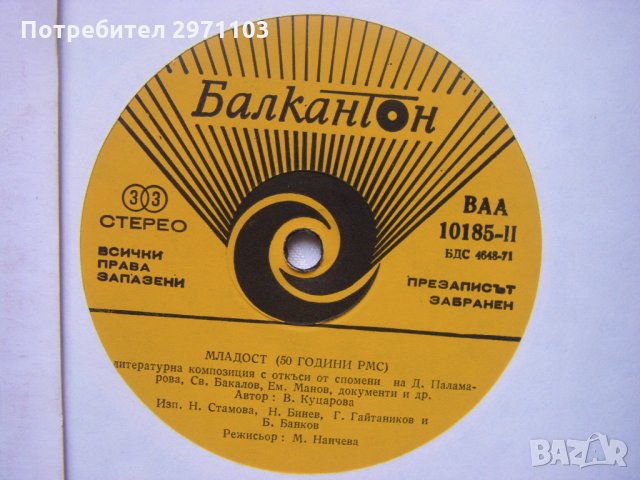 Потребител 2971103
Балкантон
33
СТЕРЕО
ВСИЧКИ
ПРАВА
ЗАПАЗЕНИ
ВАА
10185-II
БДС 4648-71
ПРЕЗАПИСЪТ
ЗАБРАНЕН
МЛАДОСТ (50 ГОДИНИ РМС)
литературна композиция с откъси от спомени на Д. Палама-
рова, Св. Бакалов, Ем. Манов, документи и др.
Автор : В. Куцарова
Изп. Н. Стамова, Н. Бинев, Г. Гайтаников и
Б. Банков
Режисьор : М. Нанчева
BAZAR